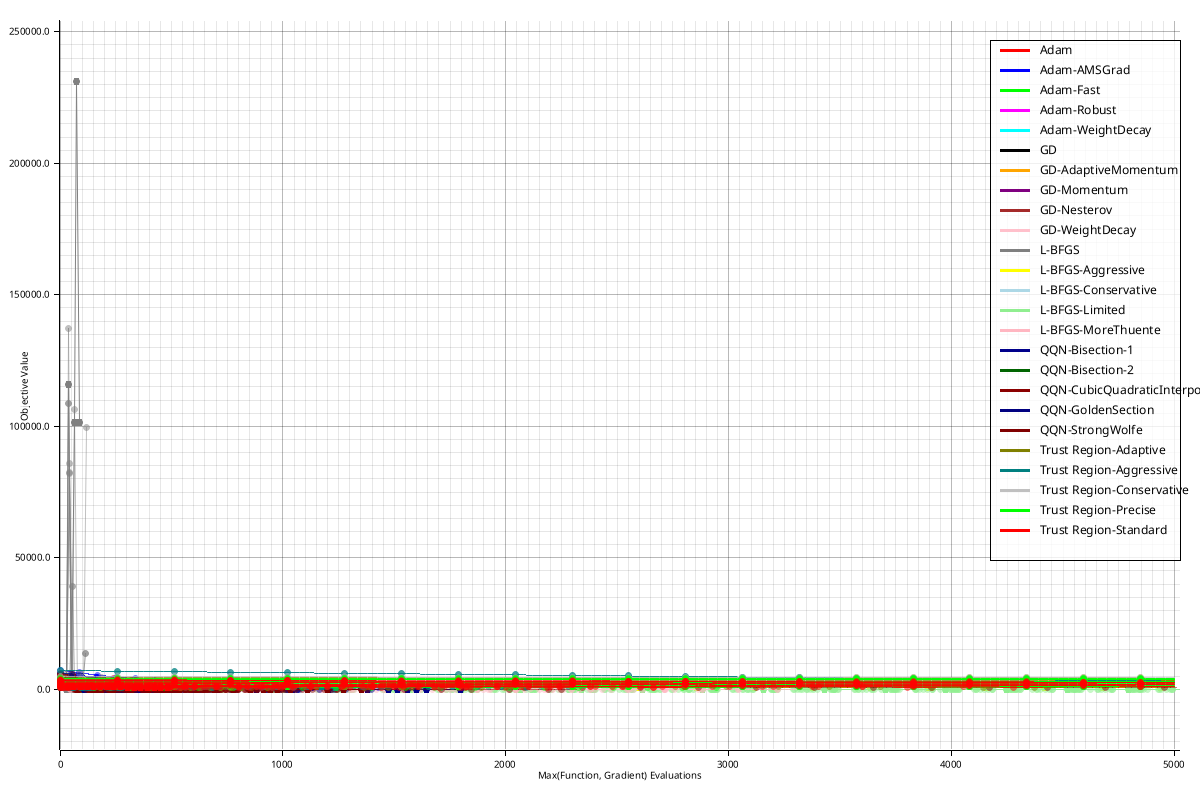 250000.0
200000.0
150000.0
100000.0
50000.0
0.0
Objective Value
0
1000
2000
3000
4000
5000
Max(Function, Gradient) Evaluations
Adam
Adam-AMSGrad
Adam-Fast
Adam-Robust
Adam-WeightDecay
GD
GD-AdaptiveMomentum
GD-Momentum
GD-Nesterov
GD-WeightDecay
L-BFGS
L-BFGS-Aggressive
L-BFGS-Conservative
L-BFGS-Limited
L-BFGS-MoreThuente
QQN-Bisection-1
QQN-Bisection-2
QQN-CubicQuadraticInterpo
QQN-GoldenSection
QQN-StrongWolfe
Trust Region-Adaptive
Trust Region-Aggressive
Trust Region-Conservative
Trust Region-Precise
Trust Region-Standard